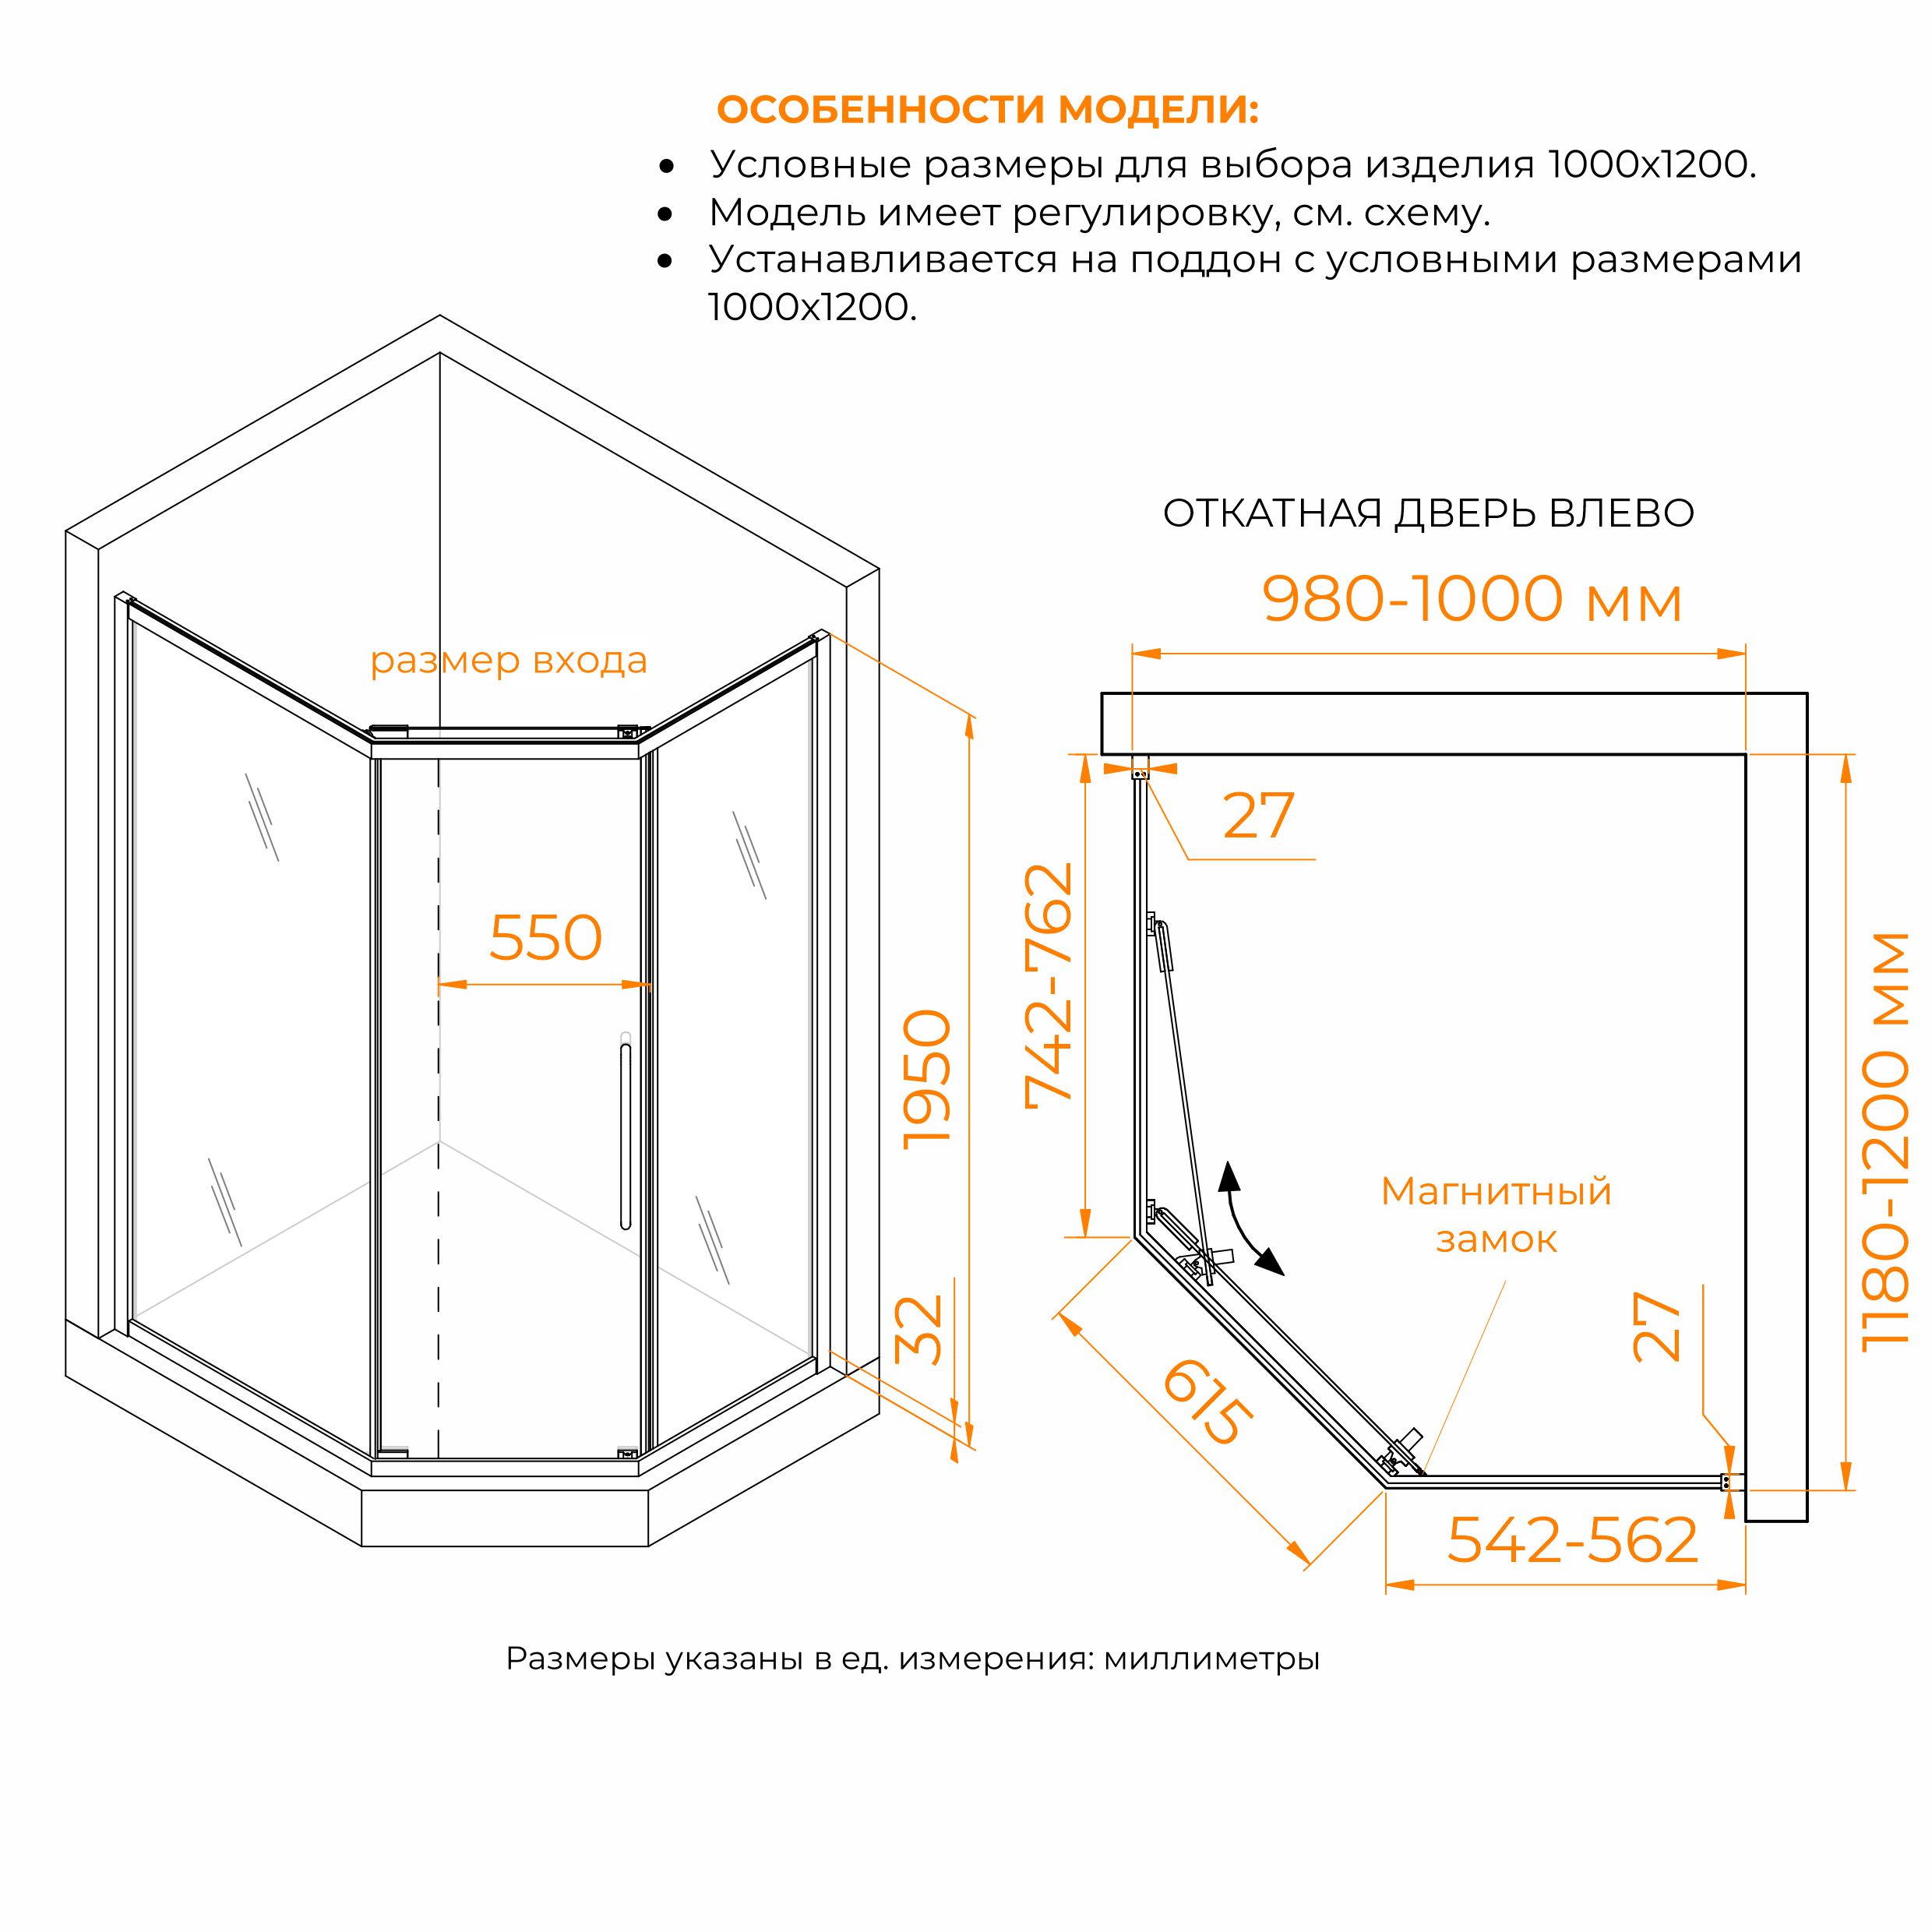 ОСОБЕННОСТИ МОДЕЛИ:
• Условные размеры для выбора изделия 1000х1200.
• Модель имеет регулировку, см. схему.
• Устанавливается на поддон с условными размерами
1000х1200.
ОТКАТНАЯ ДВЕРЬ ВЛЕВО
980-1000 мм
размер входа
27
550
742-762
1950
1180-1200 мм
Магнитный
замок
32
27
615
542-562
Размеры указаны в ед. измерения: миллиметры